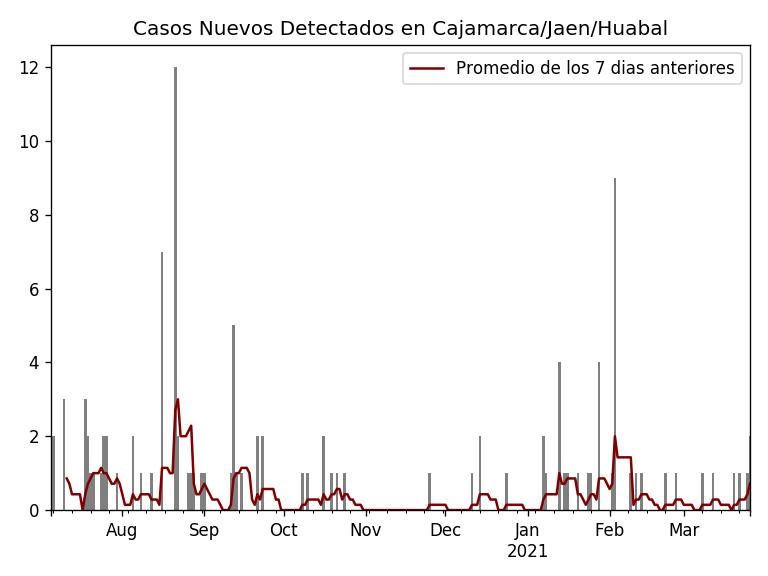 Casos Nuevos Detectados en Cajamarca/Jaen/Huabal
Promedio de los 7 dias anteriores
12
10
8
6
4
2
0
Aug Sep Oct Nov Dec Jan Feb Mar
2021